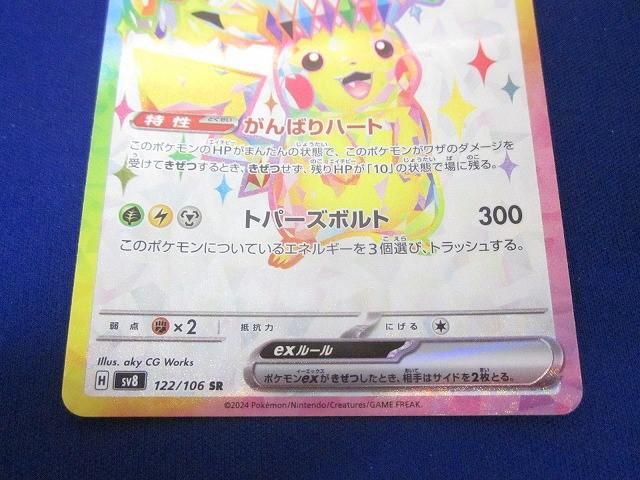 特性 とくせい がんばりハート
このポケモンのHPがまんたんの状態で、このポケモンがワザのダメージを
受けてきぜつするとき、きぜつせず、残りHPが「10」の状態で場に残る。
トパーズボルト 300
このポケモンについているエネルギーを3個選び、トラッシュする。
弱点 ×2 抵抗力 にげる
exルール
ポケモンexがきぜつしたとき、相手はサイドを2枚とる。
Illus. aky CG Works
H sv8 122/106 SR
©2024 Pokémon/Nintendo/Creatures/GAME FREAK.